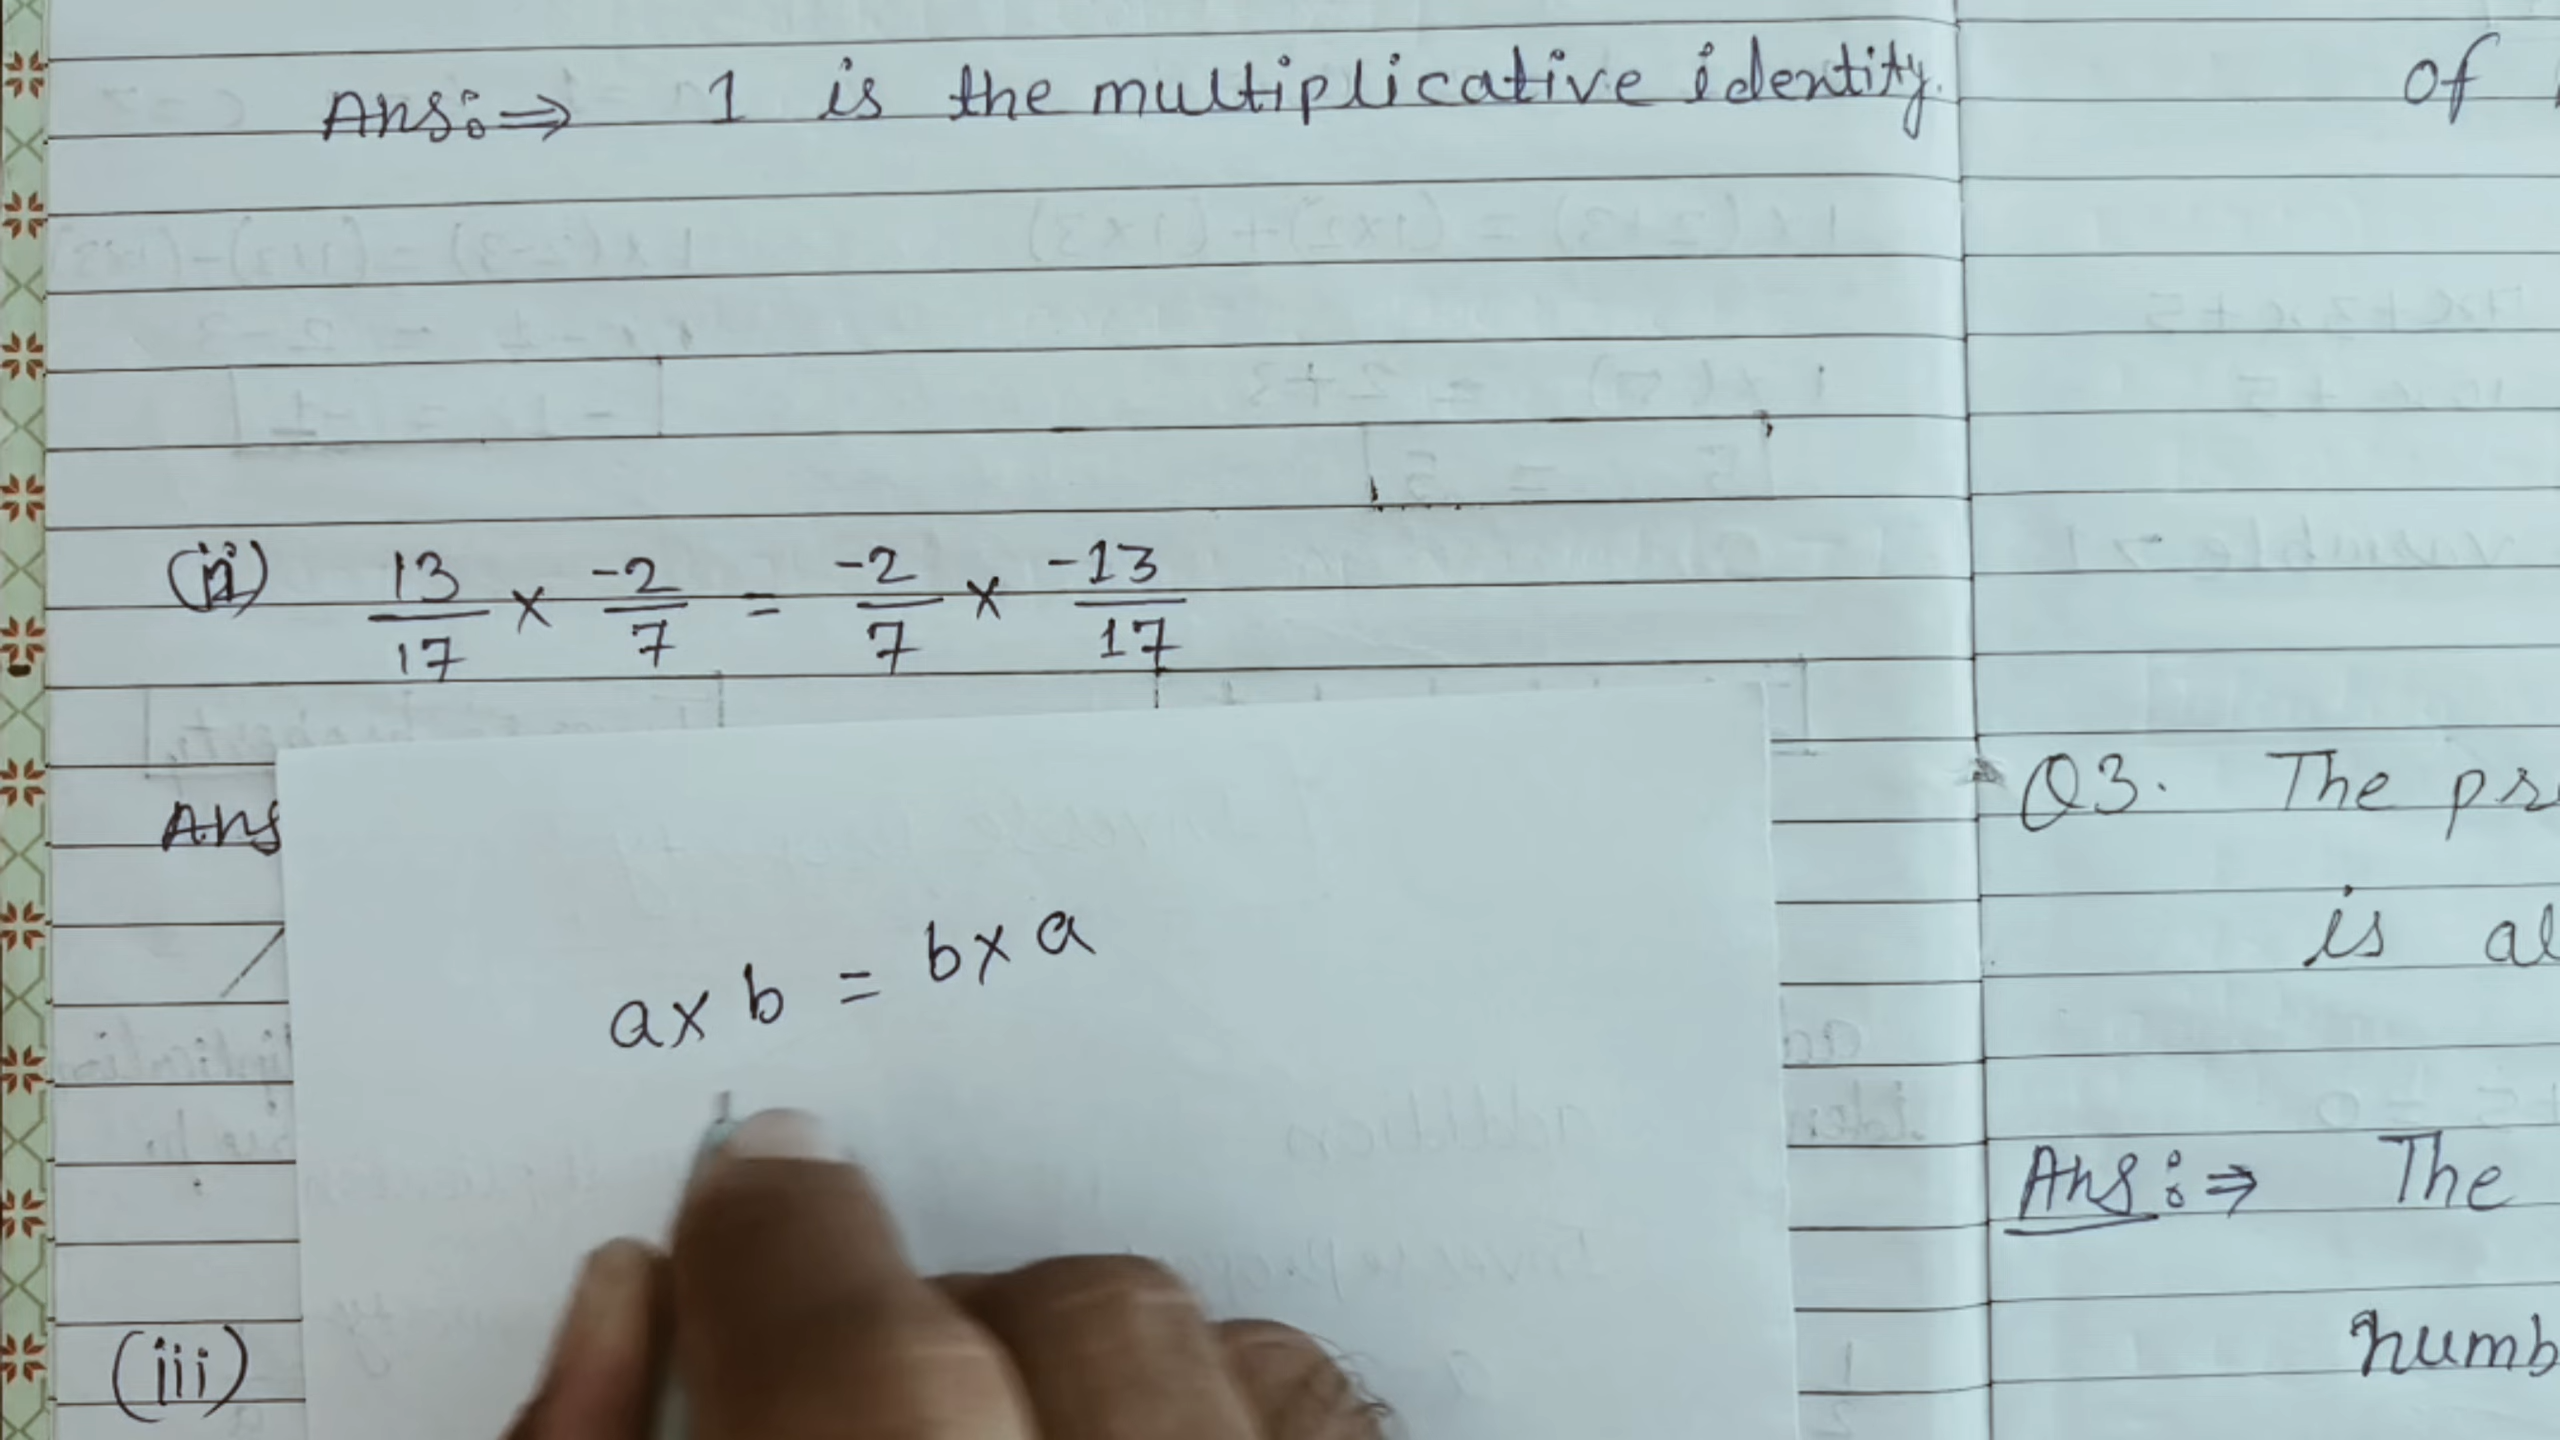 Ans:⇒ 1 is the multiplicative identity.
(ii) 13/17 × -2/7 = -2/7 × -13/17
Ans
a × b = b × a
(iii)
of
Q3. The
is al
Ans:⇒ The
numb